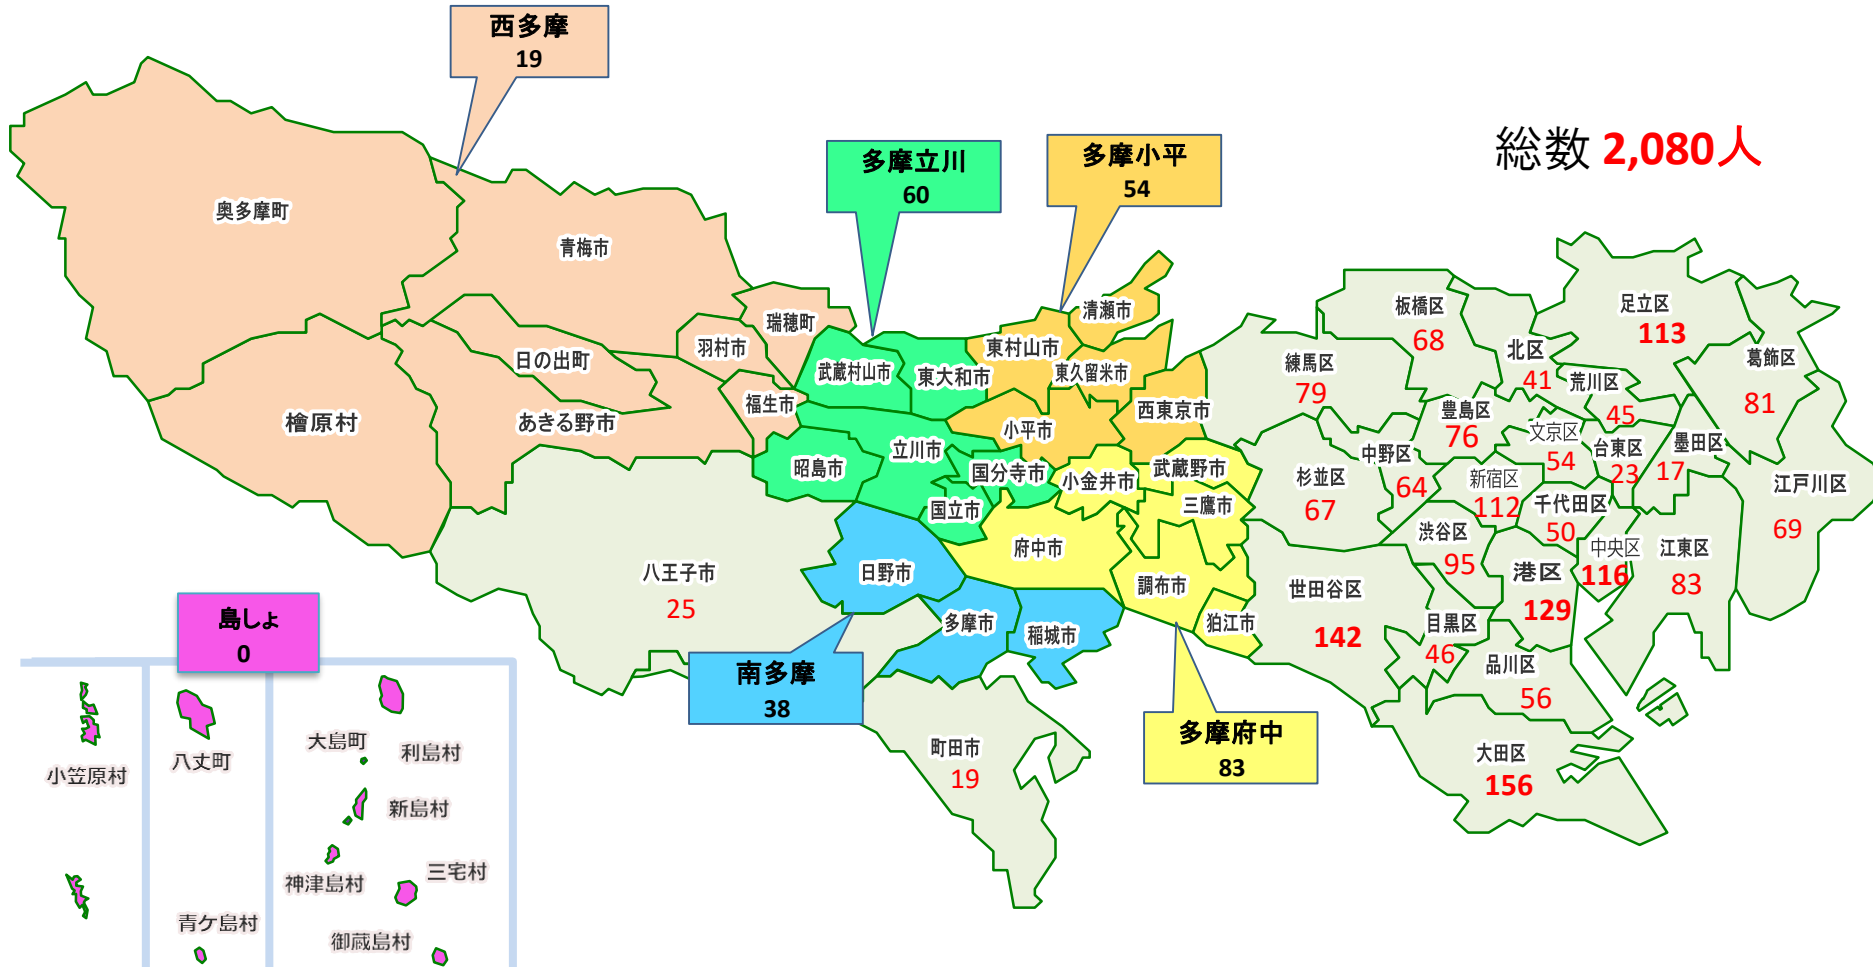 西多摩
19
多摩立川
60
多摩小平
54
総数 2,080人
奥多摩町
青梅市
瑞穂町
羽村市
日の出町
福生市
あきる野市
檜原村
武蔵村山市
東大和市
東村山市
清瀬市
東久留米市
西東京市
小平市
立川市
昭島市
国分寺市
国立市
小金井市
武蔵野市
三鷹市
府中市
調布市
狛江市
八王子市
25
日野市
多摩市
稲城市
南多摩
38
多摩府中
83
町田市
19
板橋区
68
練馬区
79
北区
41
足立区
113
葛飾区
81
荒川区
45
豊島区
76
文京区
54
台東区
23
墨田区
17
江戸川区
69
中野区
64
杉並区
67
新宿区
112
千代田区
50
渋谷区
95
中央区
116
江東区
83
港区
129
世田谷区
142
目黒区
46
品川区
56
大田区
156
島しょ
0
小笠原村
八丈町
青ケ島村
大島町
利島村
新島村
神津島村
三宅村
御蔵島村